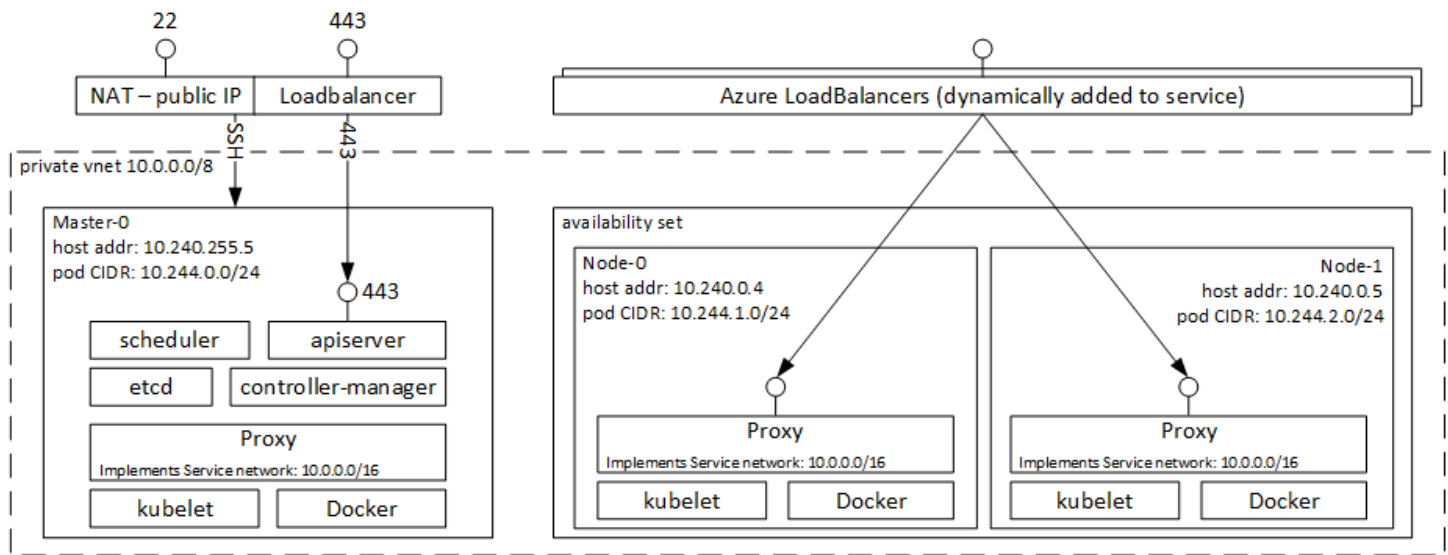 22
443
NAT – public IP
Loadbalancer
Azure LoadBalancers (dynamically added to service)
SSH
443
private vnet 10.0.0.0/8
Master-0
host addr: 10.240.255.5
pod CIDR: 10.244.0.0/24
443
scheduler
apiserver
etcd
controller-manager
Proxy
Implements Service network: 10.0.0.0/16
kubelet
Docker
availability set
Node-0
host addr: 10.240.0.4
pod CIDR: 10.244.1.0/24
Proxy
Implements Service network: 10.0.0.0/16
kubelet
Docker
Node-1
host addr: 10.240.0.5
pod CIDR: 10.244.2.0/24
Proxy
Implements Service network: 10.0.0.0/16
kubelet
Docker